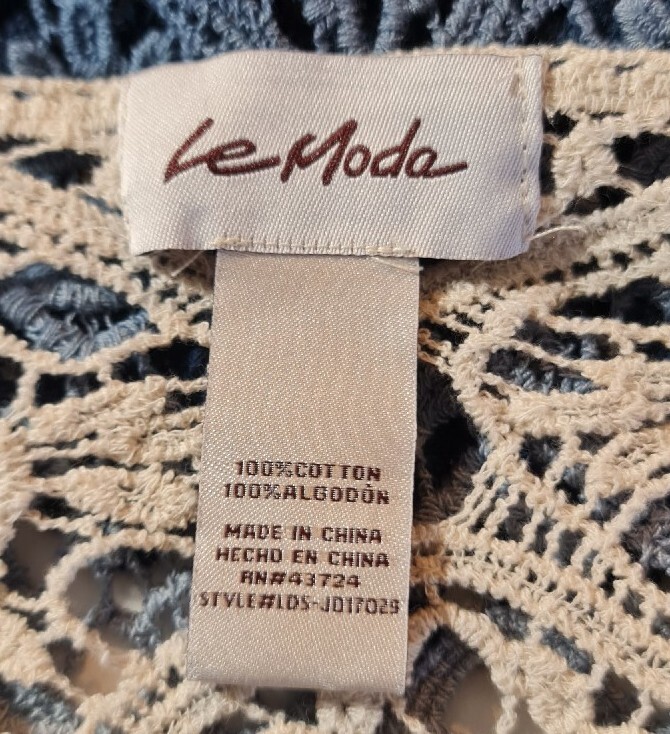 Le Moda
100%COTTON
100%ALGODÓN
MADE IN CHINA
HECHO EN CHINA
RN#43724
STYLE#LDS-JD17029